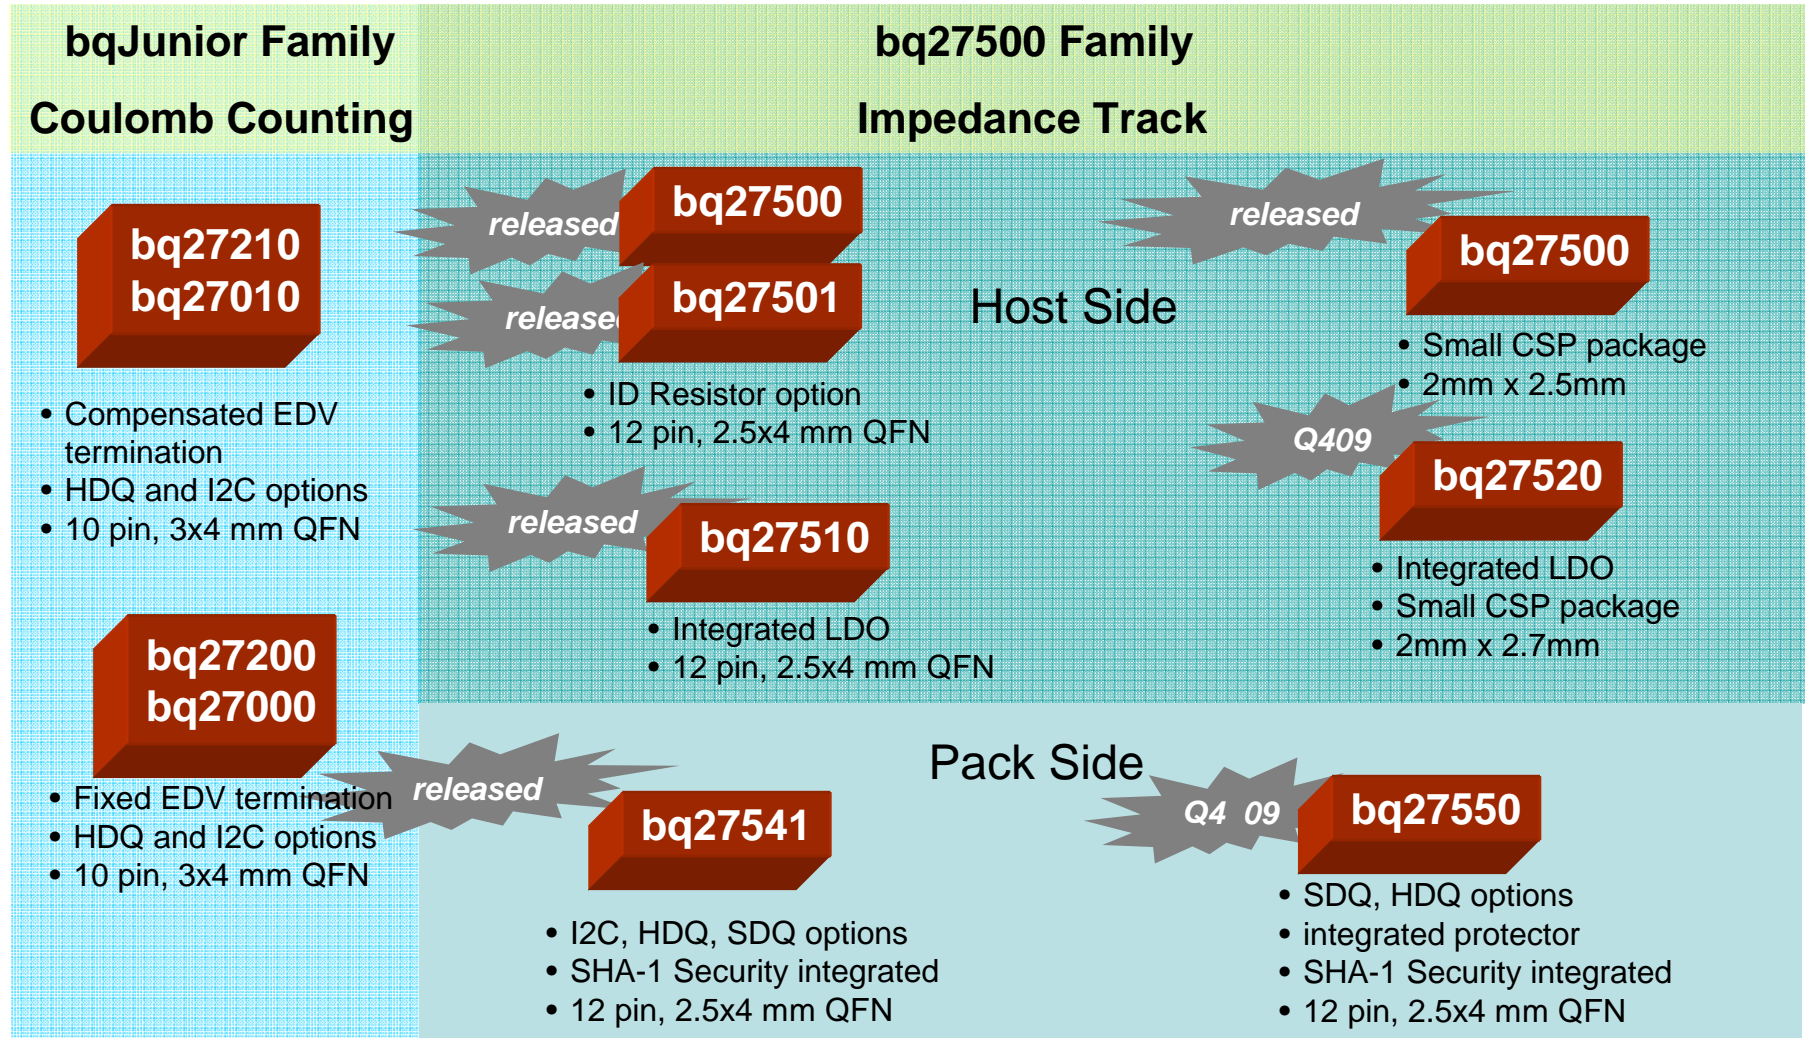 bqJunior Family
Coulomb Counting
bq27500 Family
Impedance Track
bq27210
bq27010
• Compensated EDV
termination
• HDQ and I2C options
• 10 pin, 3x4 mm QFN
bq27200
bq27000
• Fixed EDV termination
• HDQ and I2C options
• 10 pin, 3x4 mm QFN
Host Side
released
bq27500
release
bq27501
• ID Resistor option
• 12 pin, 2.5x4 mm QFN
released
bq27510
• Integrated LDO
• 12 pin, 2.5x4 mm QFN
released
bq27500
• Small CSP package
• 2mm x 2.5mm
Q409
bq27520
• Integrated LDO
• Small CSP package
• 2mm x 2.7mm
Pack Side
released
bq27541
• I2C, HDQ, SDQ options
• SHA-1 Security integrated
• 12 pin, 2.5x4 mm QFN
Q4 09
bq27550
• SDQ, HDQ options
• integrated protector
• SHA-1 Security integrated
• 12 pin, 2.5x4 mm QFN